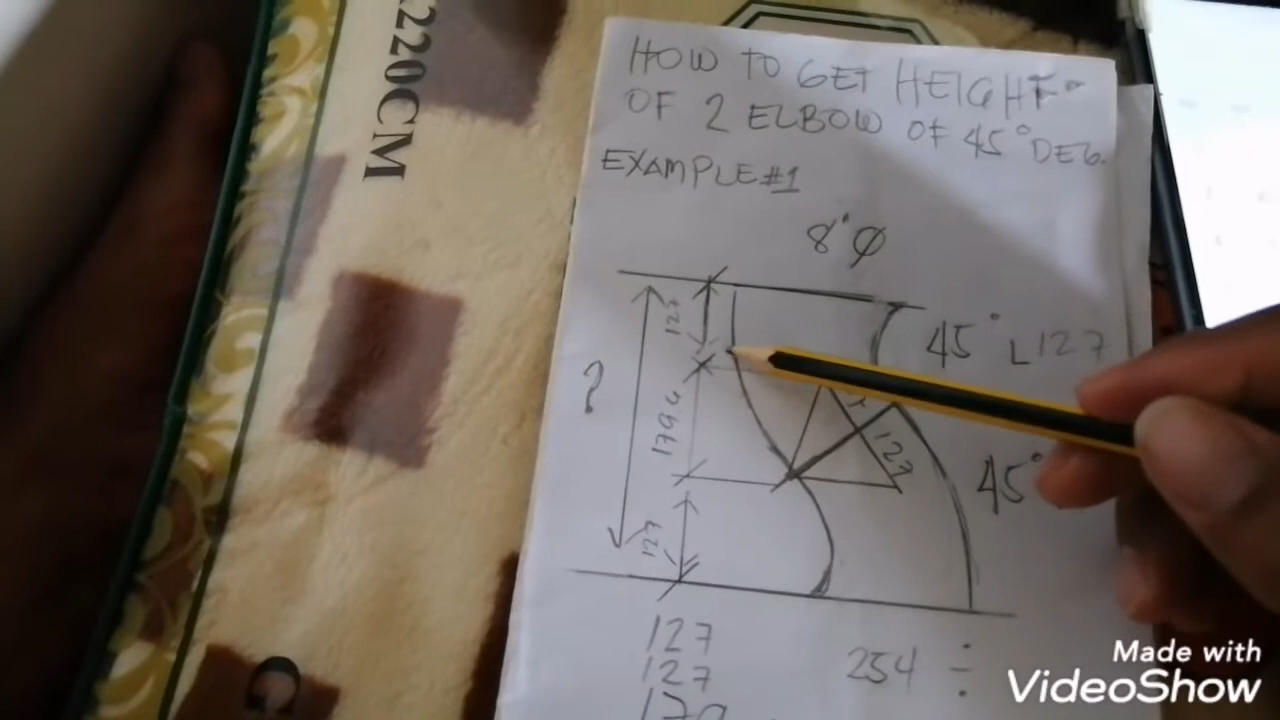 220CM
HOW TO GET HEIGHT
OF 2 ELBOW OF 45° DEG.
EXAMPLE #1
8" Ø
127
45° L127
?
1796
127
45°
127
127
254 ÷
127
179
G
Made with
VideoShow